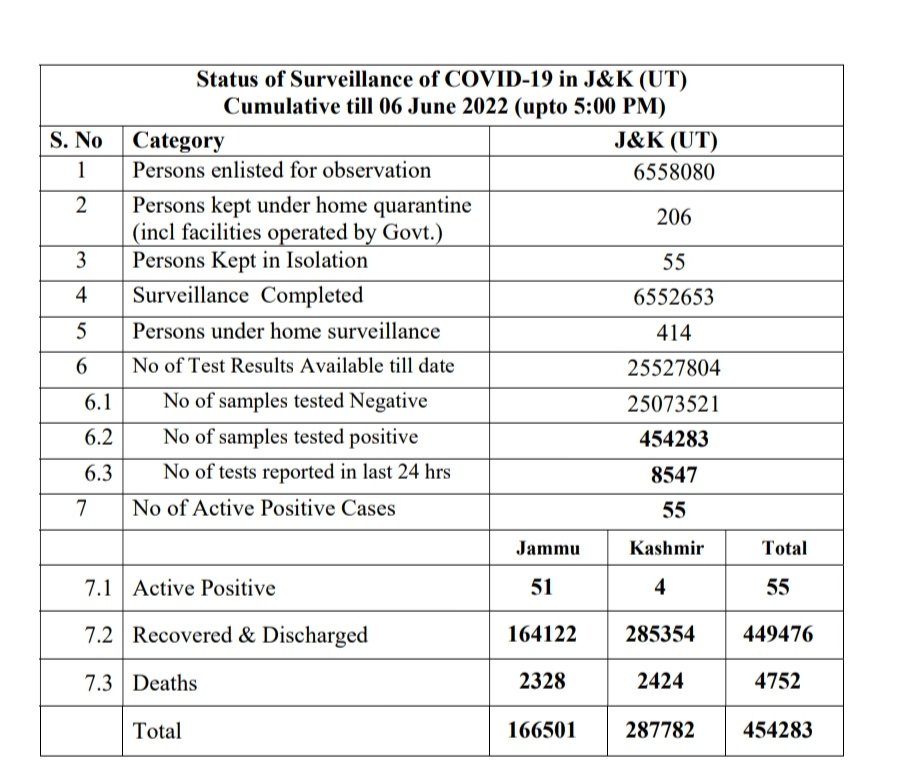 Status of Surveillance of COVID-19 in J&K (UT)
Cumulative till 06 June 2022 (upto 5:00 PM)
S. No Category J&K (UT)
1 Persons enlisted for observation 6558080
2 Persons kept under home quarantine
(incl facilities operated by Govt.) 206
3 Persons Kept in Isolation 55
4 Surveillance Completed 6552653
5 Persons under home surveillance 414
6 No of Test Results Available till date 25527804
6.1 No of samples tested Negative 25073521
6.2 No of samples tested positive 454283
6.3 No of tests reported in last 24 hrs 8547
7 No of Active Positive Cases 55
Jammu Kashmir Total
7.1 Active Positive 51 4 55
7.2 Recovered & Discharged 164122 285354 449476
7.3 Deaths 2328 2424 4752
Total 166501 287782 454283